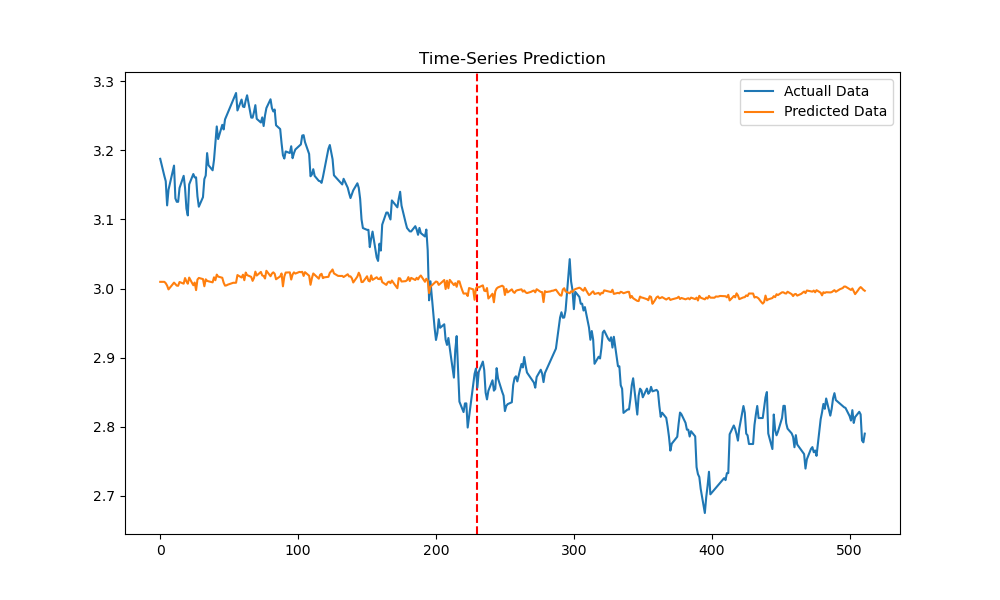 Time-Series Prediction
Actuall Data
Predicted Data
3.3
3.2
3.1
3.0
2.9
2.8
2.7
0 100 200 300 400 500